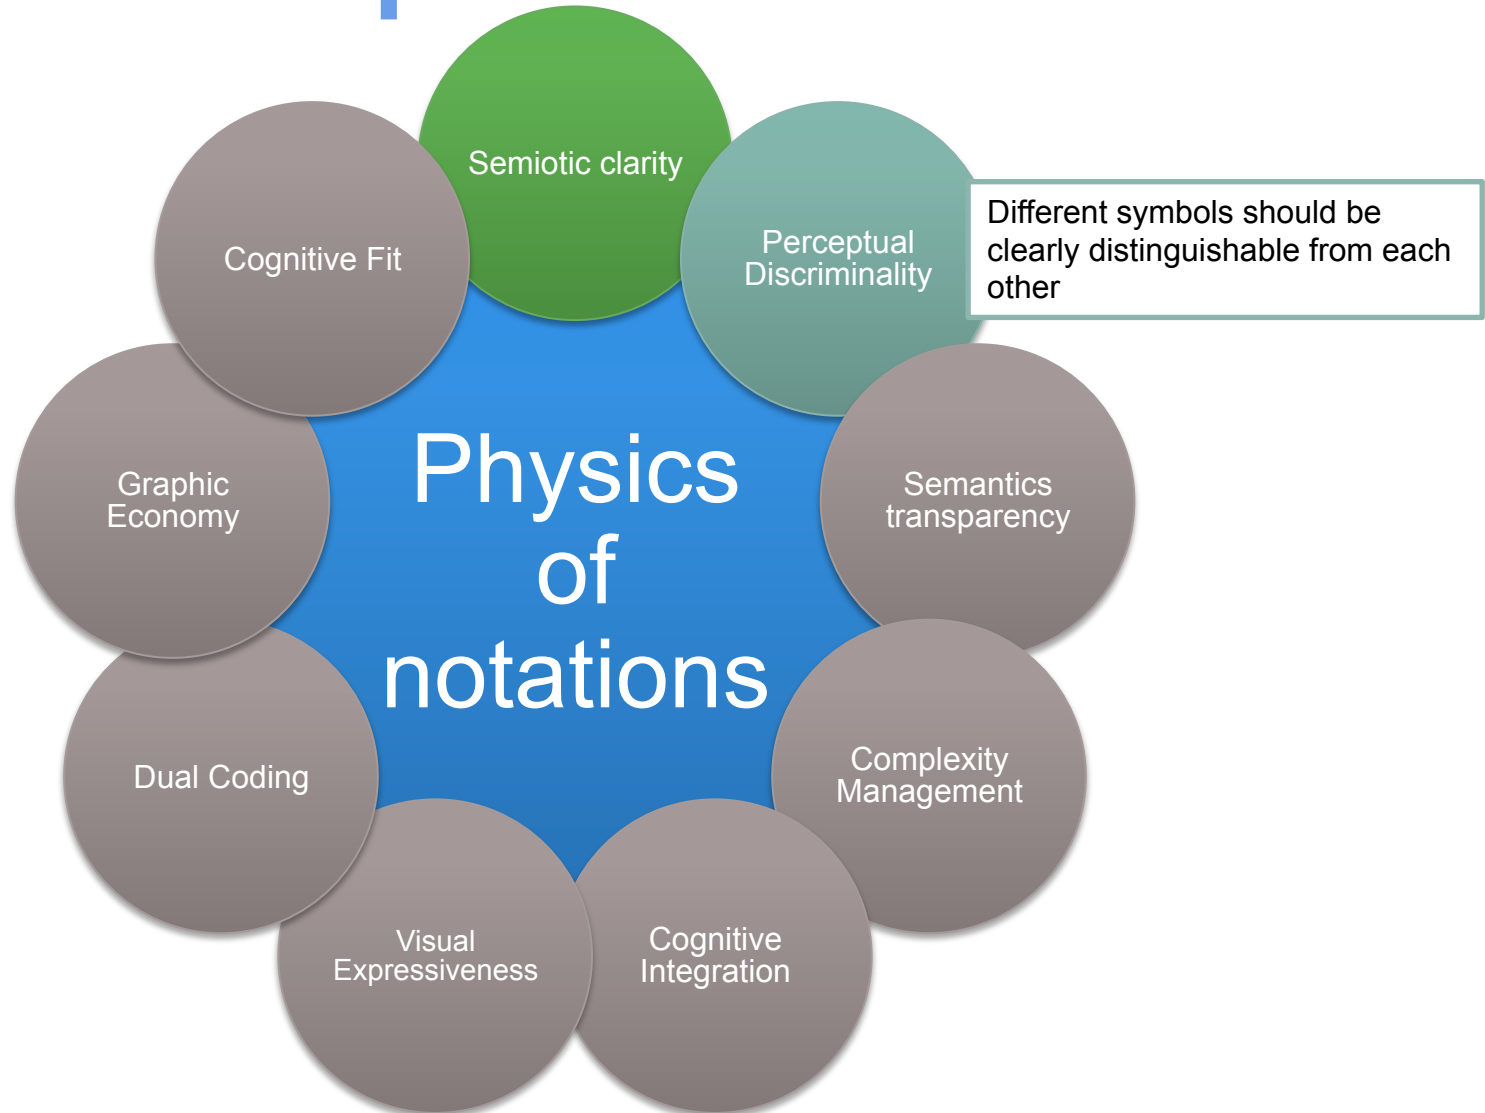 Semiotic clarity
Perceptual
Discriminality
Different symbols should be
clearly distinguishable from each
other
Cognitive Fit
Physics
of
notations
Semantics
transparency
Graphic
Economy
Complexity
Management
Dual Coding
Cognitive
Integration
Visual
Expressiveness